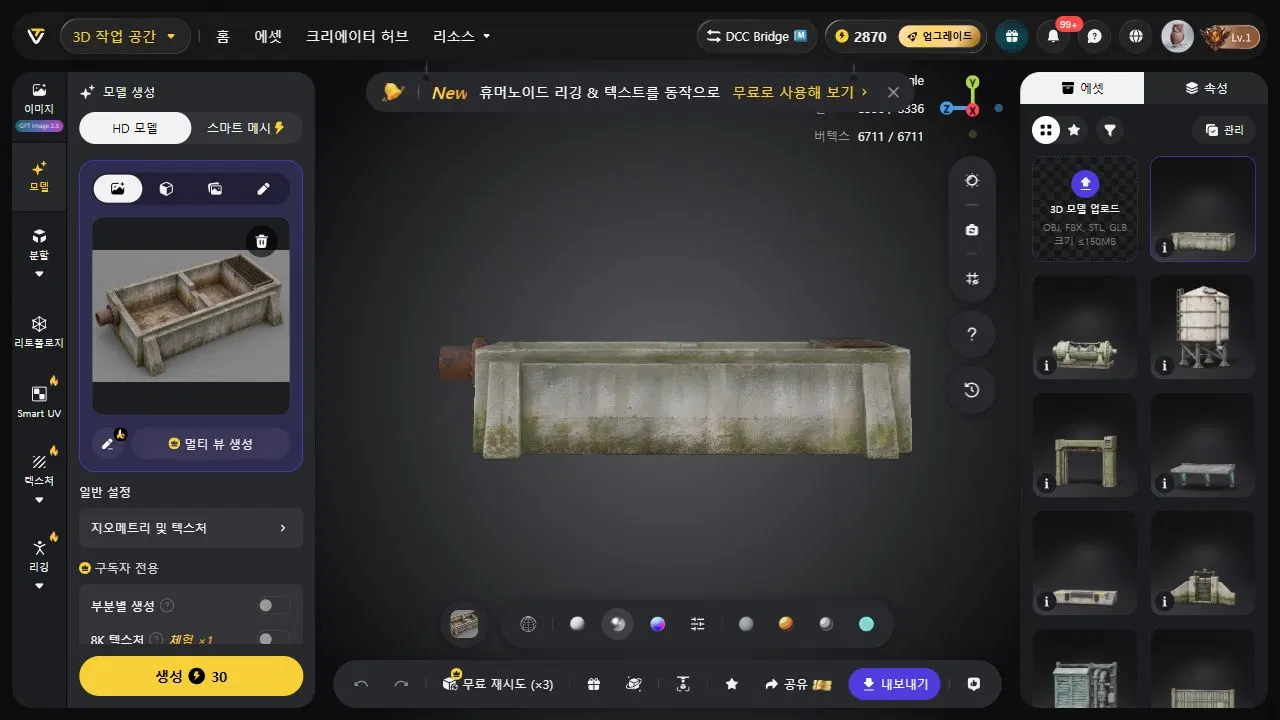 3D 작업 공간
홈
에셋
크리에이터 허브
리소스
DCC Bridge
2870
업그레이드
99+
Lv.1
이미지
GPT Image 2.5
모델
분할
리토폴로지
Smart UV
텍스처
리깅
모델 생성
HD 모델
스마트 메시
멀티 뷰 생성
일반 설정
지오메트리 및 텍스처
구독자 전용
부분별 생성
8K 텍스처 체험 ×1
생성 30
New 휴머노이드 리깅 & 텍스트를 동작으로 무료로 사용해 보기
버텍스 6711 / 6711
Y
Z
X
무료 재시도 (×3)
공유
내보내기
에셋
속성
관리
3D 모델 업로드
OBJ, FBX, STL, GLB
크기 ≤150MB